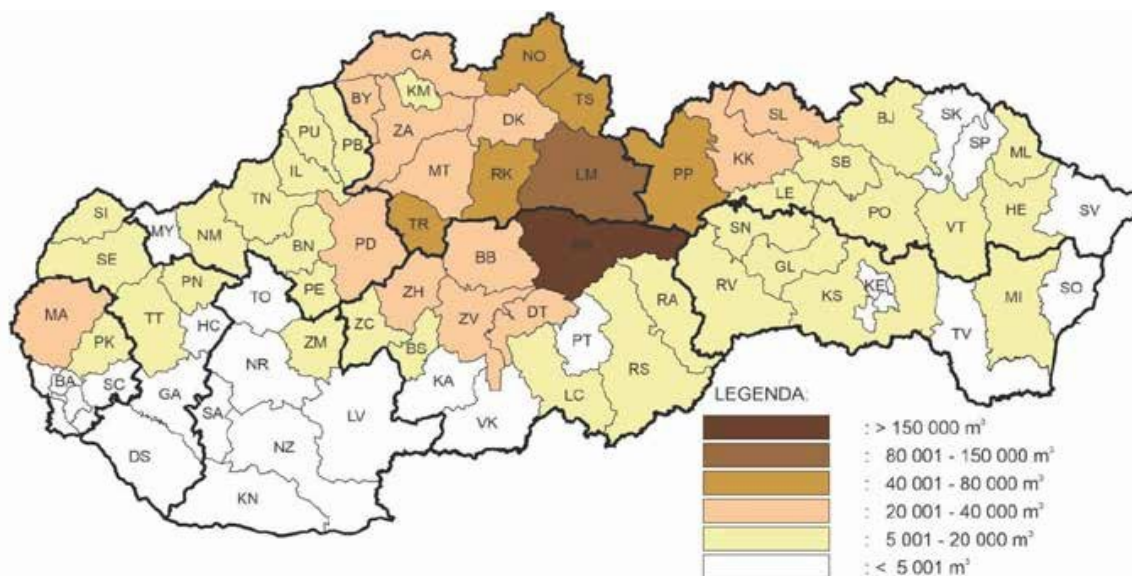 CA
NO
BY
KM
TS
PU
PB
ZA
DK
SL
BJ
SK
SP
ML
IL
MT
RK
LM
PP
KK
SB
LE
PO
VT
HE
SV
TN
SI
MY
NM
BN
PD
TR
BB
SN
GL
SE
PN
PE
ZH
RA
RV
KS
KE
MI
SO
MA
TT
HC
TO
ZC
ZV
DT
PT
TV
PK
ZM
BS
RS
BA
SC
GA
NR
KA
LC
SA
LV
VK
DS
NZ
KN
LEGENDA:
: > 150 000 m³
: 80 001 - 150 000 m³
: 40 001 - 80 000 m³
: 20 001 - 40 000 m³
: 5 001 - 20 000 m³
: < 5 001 m³